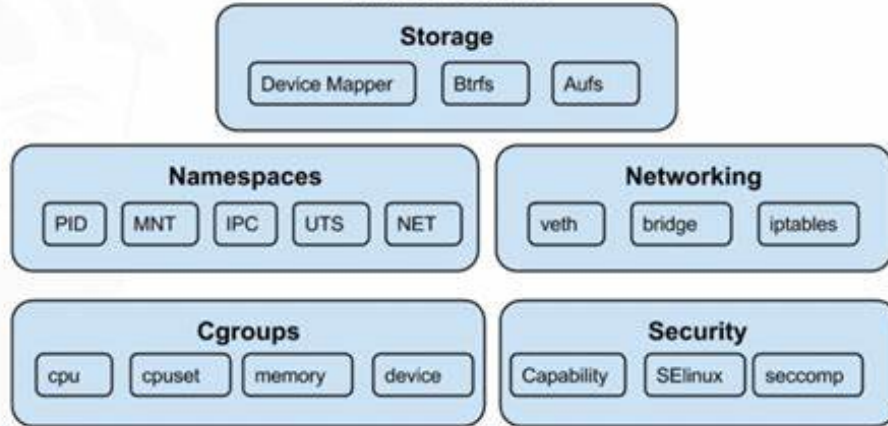 Storage
Device Mapper Btrfs Aufs
Namespaces
PID MNT IPC UTS NET
Networking
veth bridge iptables
Cgroups
cpu cpuset memory device
Security
Capability SElinux seccomp